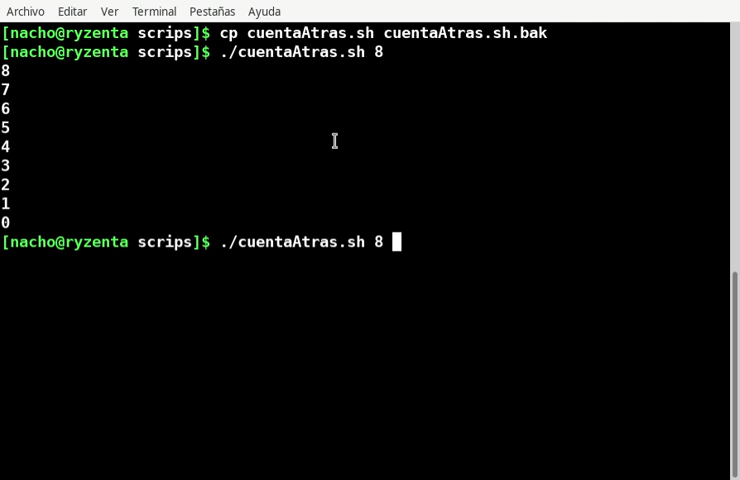 Archivo Editar Ver Terminal Pestañas Ayuda
[nacho@ryzenta scrips]$ cp cuentaAtras.sh cuentaAtras.sh.bak
[nacho@ryzenta scrips]$ ./cuentaAtras.sh 8
8
7
6
5
4
3
2
1
0
[nacho@ryzenta scrips]$ ./cuentaAtras.sh 8